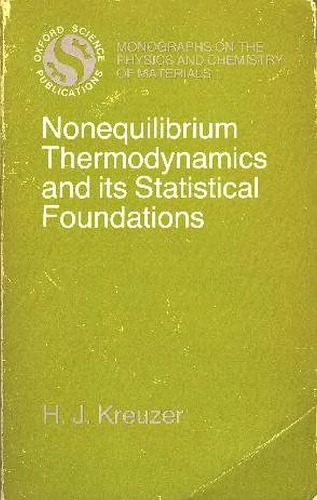 OXFORD SCIENCE
PUBLICATIONS
MONOGRAPHS ON THE
PHYSICS AND CHEMISTRY
OF MATERIALS
Nonequilibrium
Thermodynamics
and its Statistical
Foundations
H. J. Kreuzer